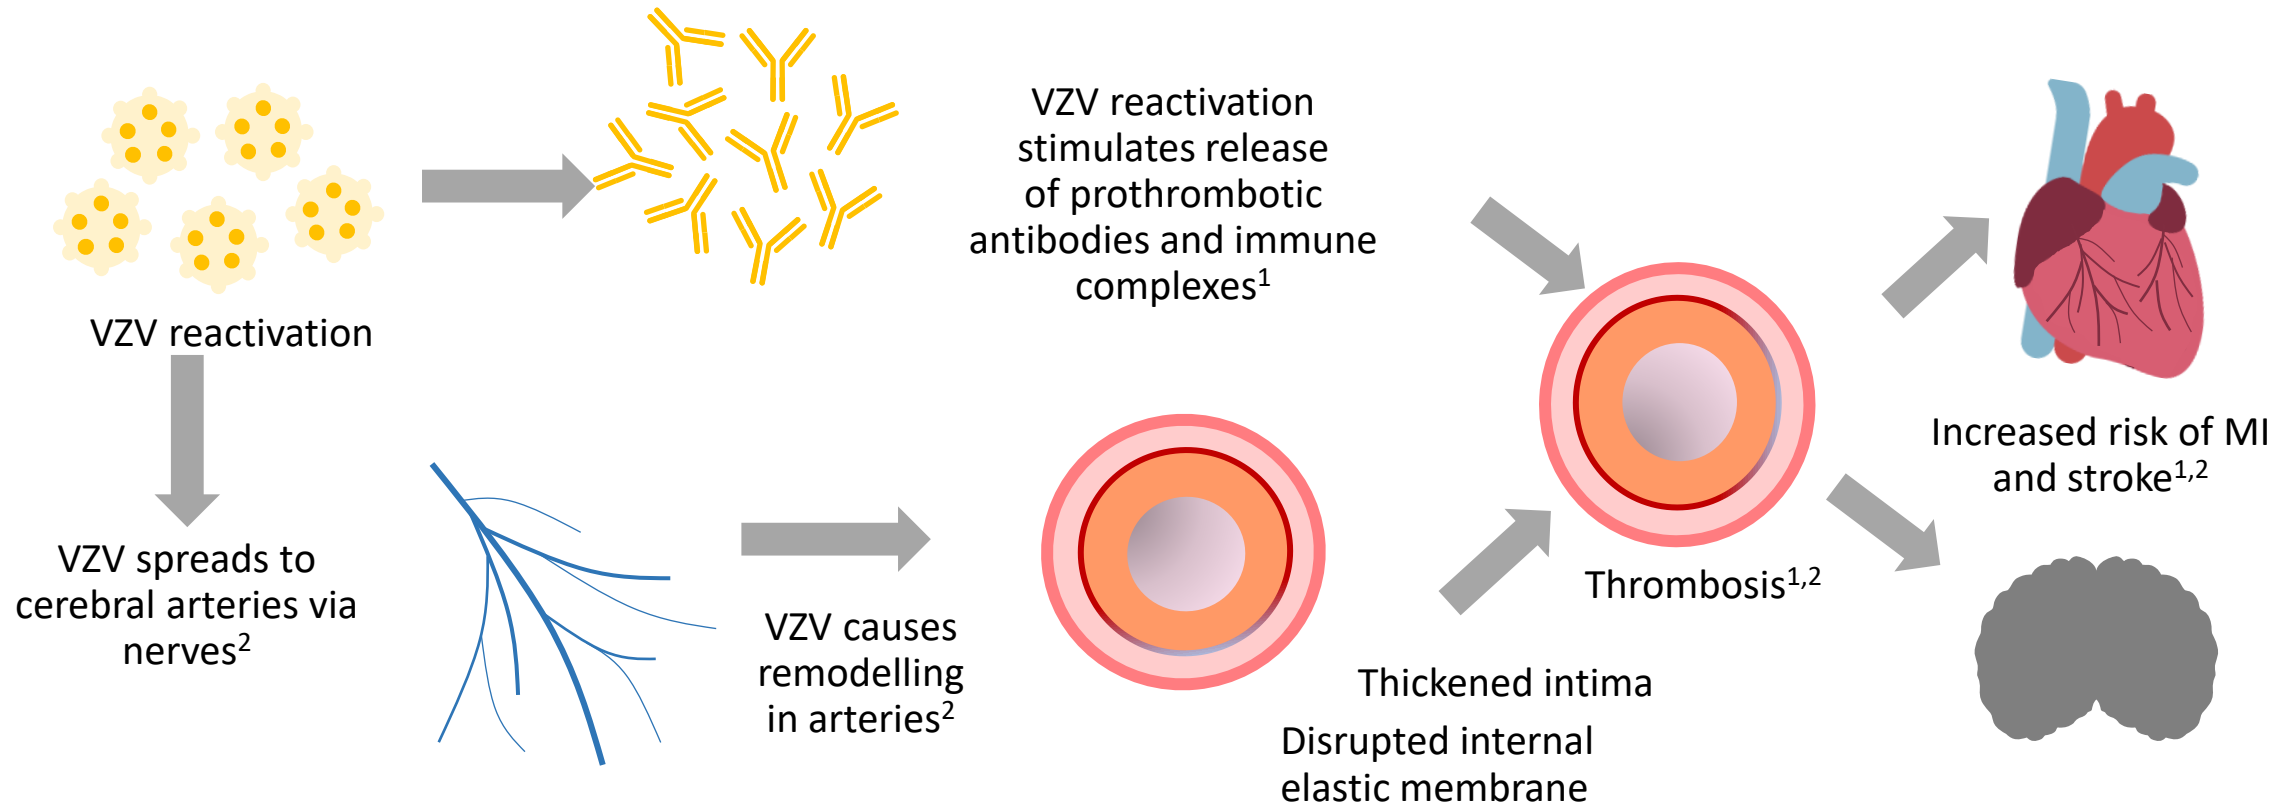 VZV reactivation
VZV reactivation
stimulates release
of prothrombotic
antibodies and immune
complexes¹
VZV spreads to
cerebral arteries via
nerves²
VZV causes
remodelling
in arteries²
Thickened intima
Disrupted internal
elastic membrane
Thrombosis¹,²
Increased risk of MI
and stroke¹,²